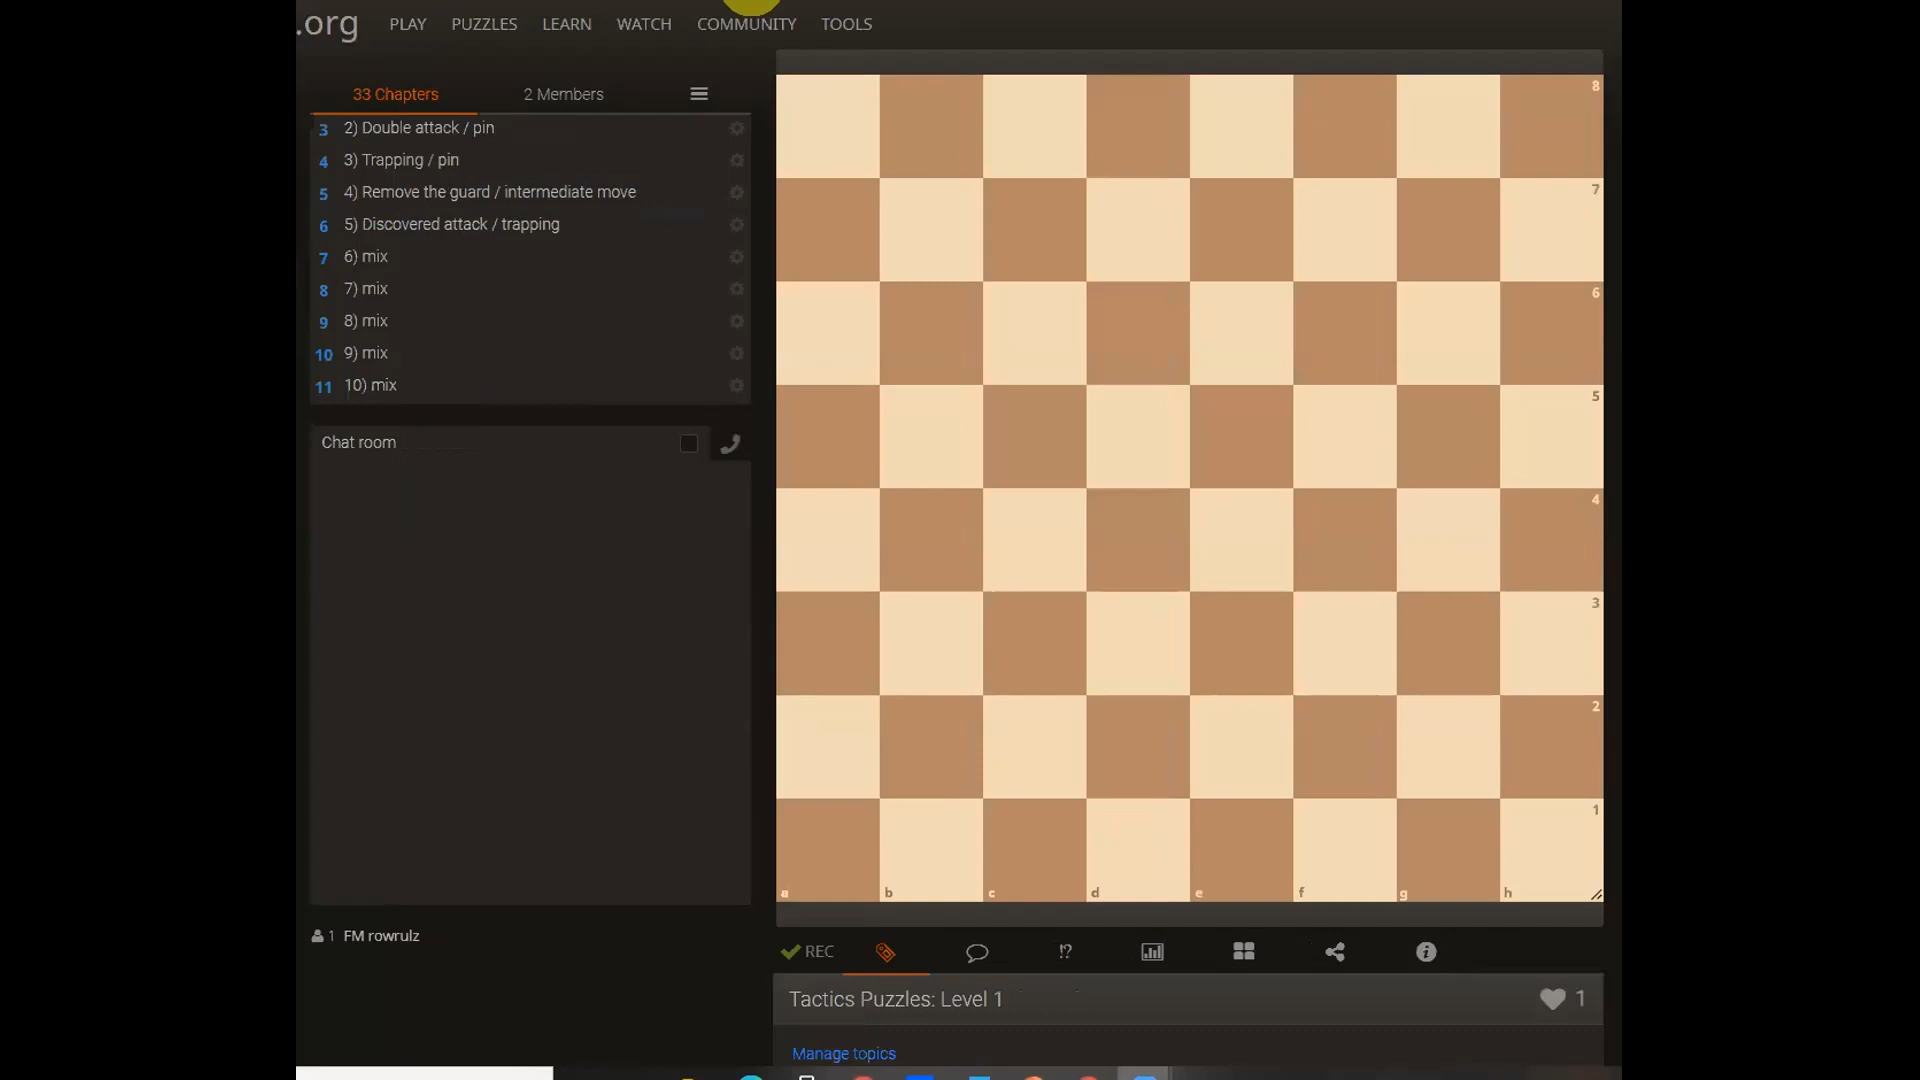 .org PLAY PUZZLES LEARN WATCH COMMUNITY TOOLS
33 Chapters 2 Members
3 2) Double attack / pin
4 3) Trapping / pin
5 4) Remove the guard / intermediate move
6 5) Discovered attack / trapping
7 6) mix
8 7) mix
9 8) mix
10 9) mix
11 10) mix
Chat room
1 FM rowrulz
8
7
6
5
4
3
2
1
a b c d e f g h
REC !?
Tactics Puzzles: Level 1 1
Manage topics